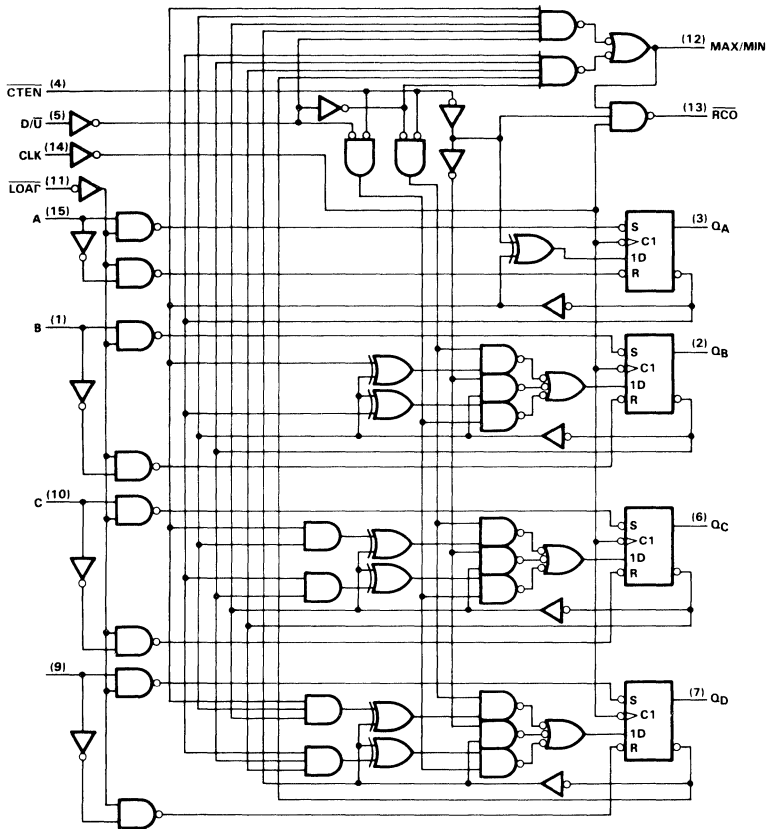 (12) MAX/MIN
CTEN (4)
D/U (5)
(13) RCO
CLK (14)
LOAD (11)
A (15)
S
(3) QA
C1
1D
R
B (1)
S
(2) QB
C1
1D
R
C (10)
S
(6) QC
C1
1D
R
(9)
S
(7) QD
C1
1D
R